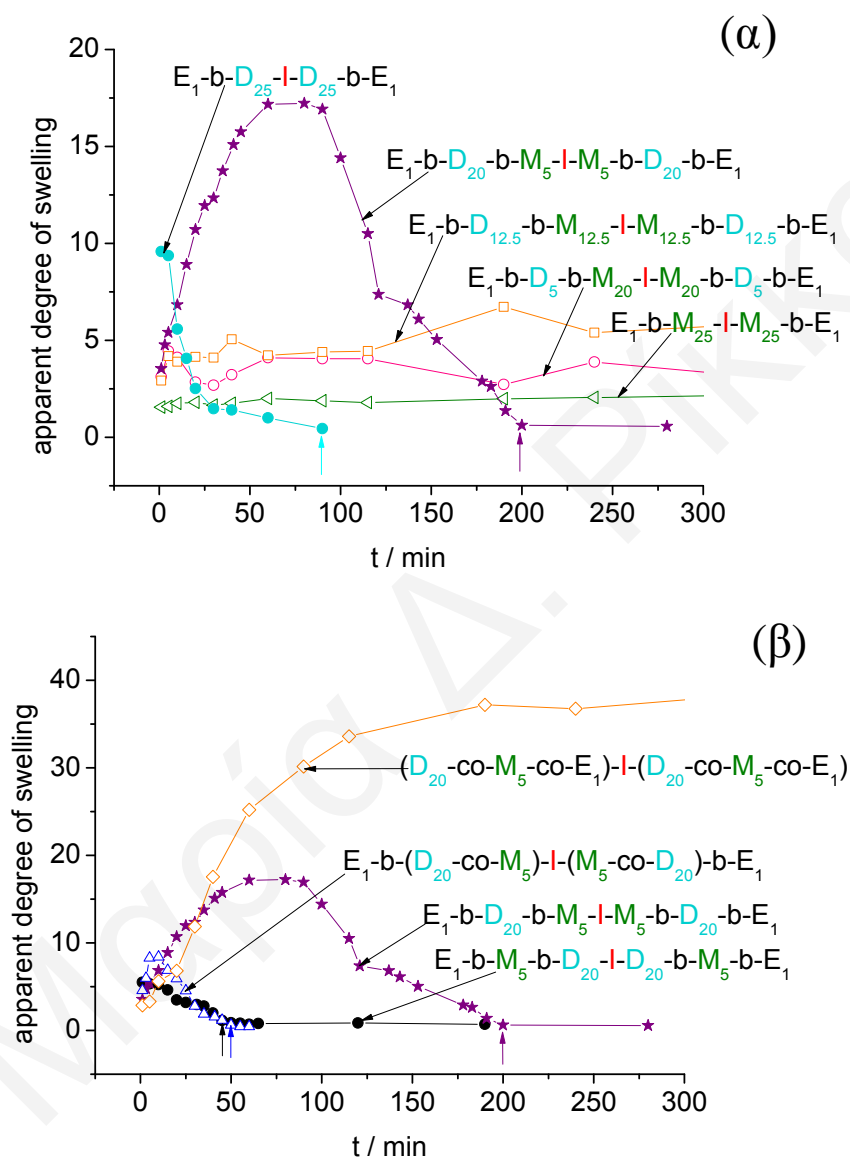 (α)
E₁-b-D₂₅-I-D₂₅-b-E₁
E₁-b-D₂₀-b-M₅-I-M₅-b-D₂₀-b-E₁
E₁-b-D₁₂.₅-b-M₁₂.₅-I-M₁₂.₅-b-D₁₂.₅-b-E₁
E₁-b-D₅-b-M₂₀-I-M₂₀-b-D₅-b-E₁
E₁-b-M₂₅-I-M₂₅-b-E₁
apparent degree of swelling
20
15
10
5
0
0 50 100 150 200 250 300
t / min
(β)
(D₂₀-co-M₅-co-E₁)-I-(D₂₀-co-M₅-co-E₁)
E₁-b-(D₂₀-co-M₅)-I-(M₅-co-D₂₀)-b-E₁
E₁-b-D₂₀-b-M₅-I-M₅-b-D₂₀-b-E₁
E₁-b-M₅-b-D₂₀-I-D₂₀-b-M₅-b-E₁
apparent degree of swelling
40
30
20
10
0
0 50 100 150 200 250 300
t / min
Μαρία Δ. Ρίκκο